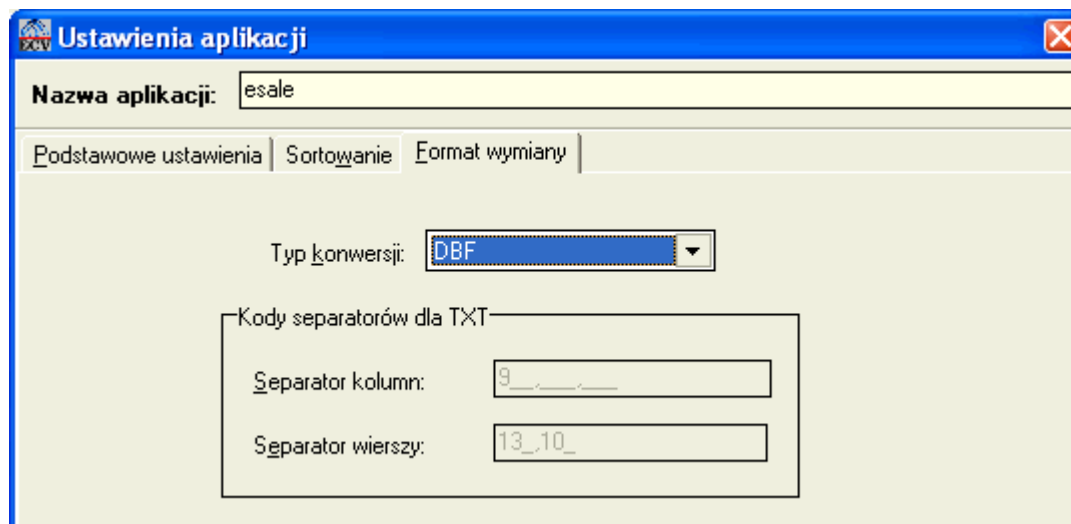 Ustawienia aplikacji
Nazwa aplikacji: esale
Podstawowe ustawienia Sortowanie Format wymiany
Typ konwersji: DBF
Kody separatorów dla TXT
Separator kolumn: 9__,___,___
Separator wierszy: 13_,10_